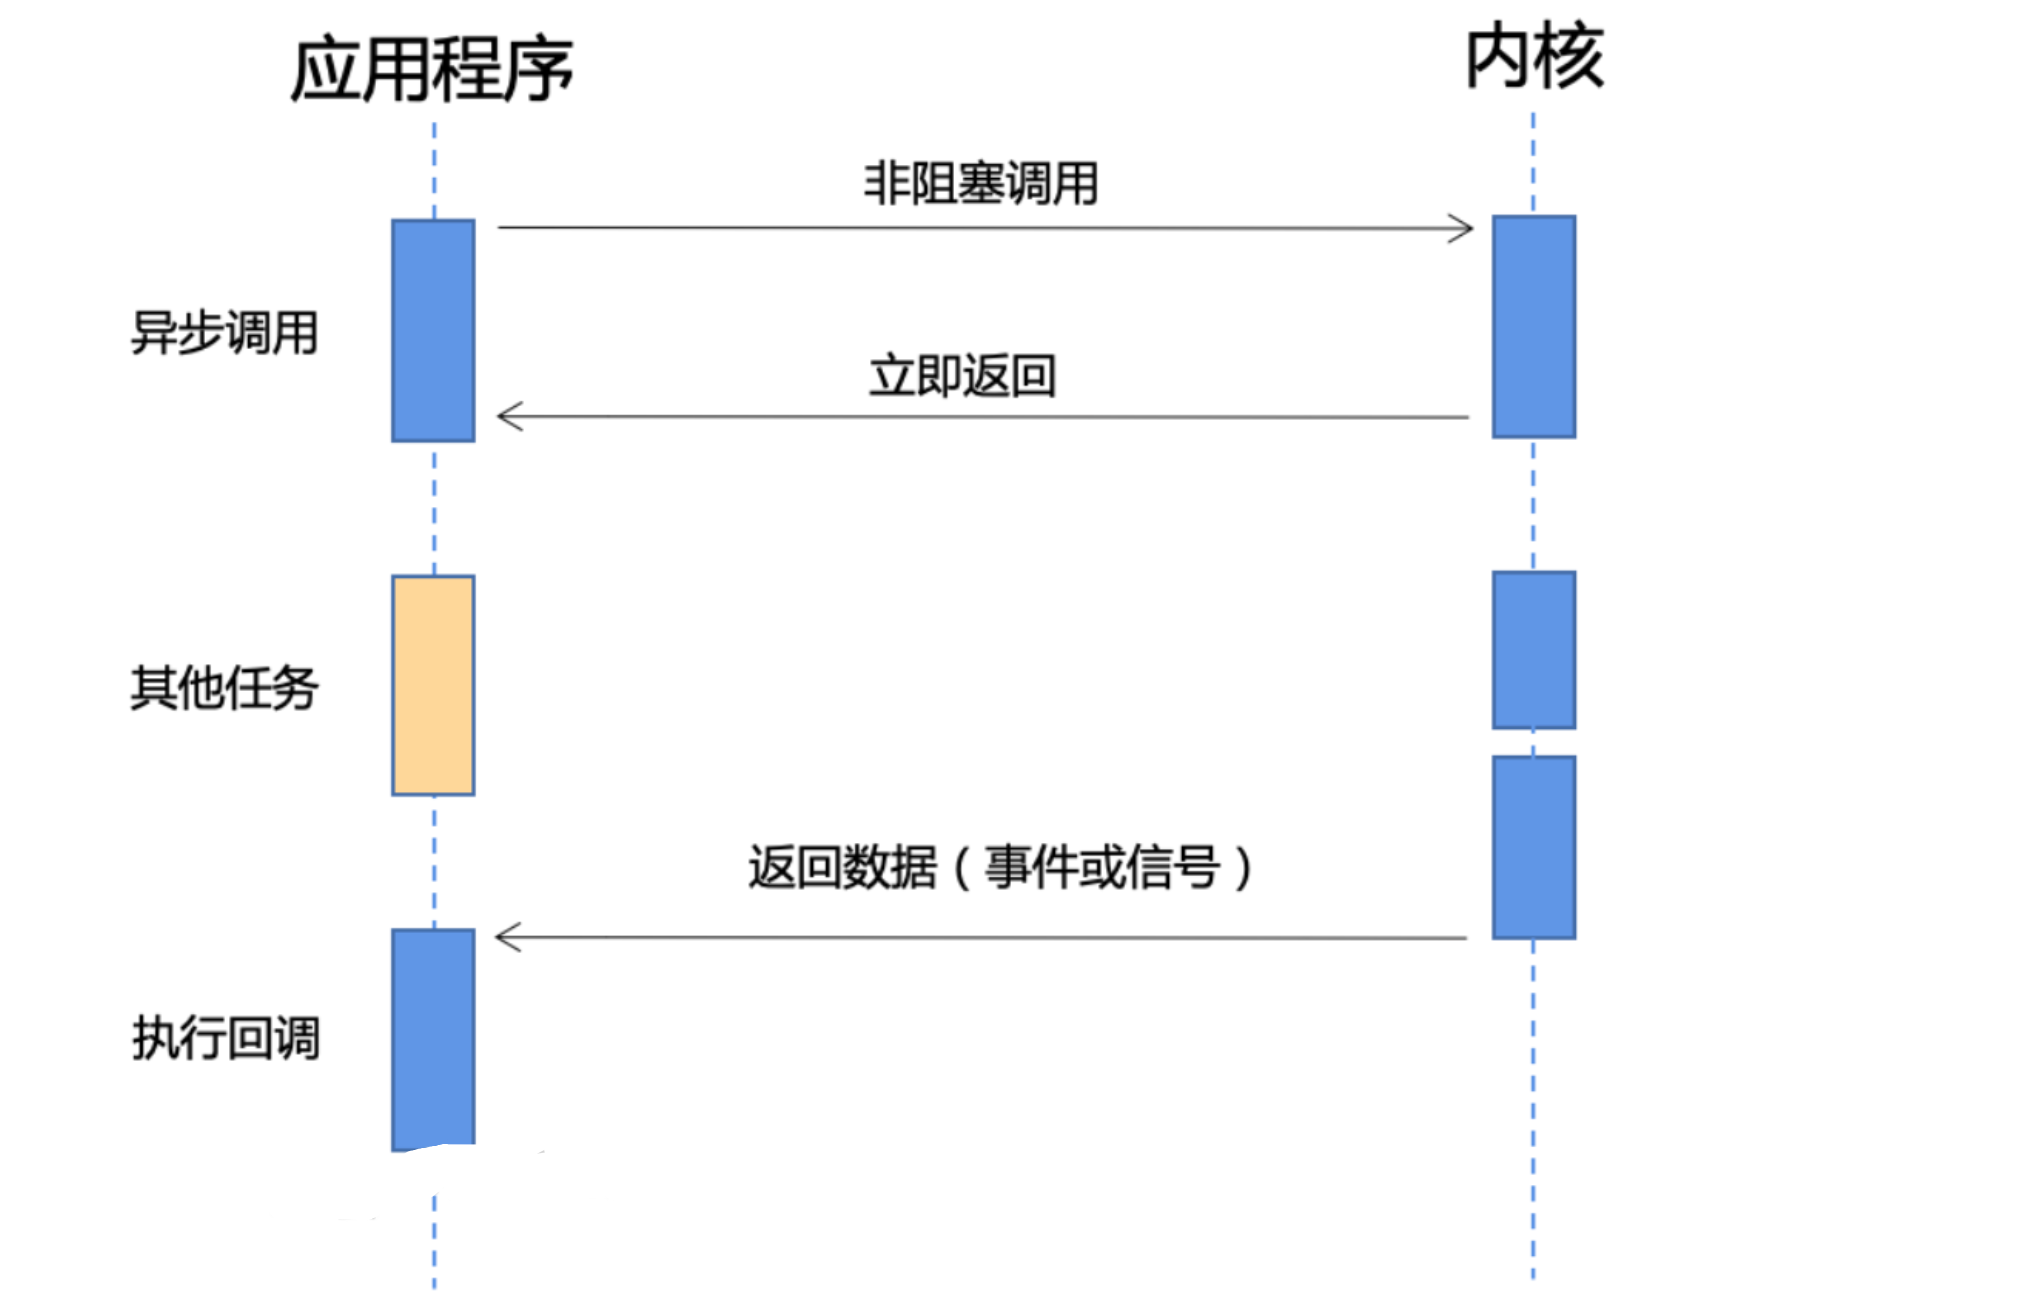 应用程序
内核
非阻塞调用
异步调用
立即返回
其他任务
返回数据（事件或信号）
执行回调